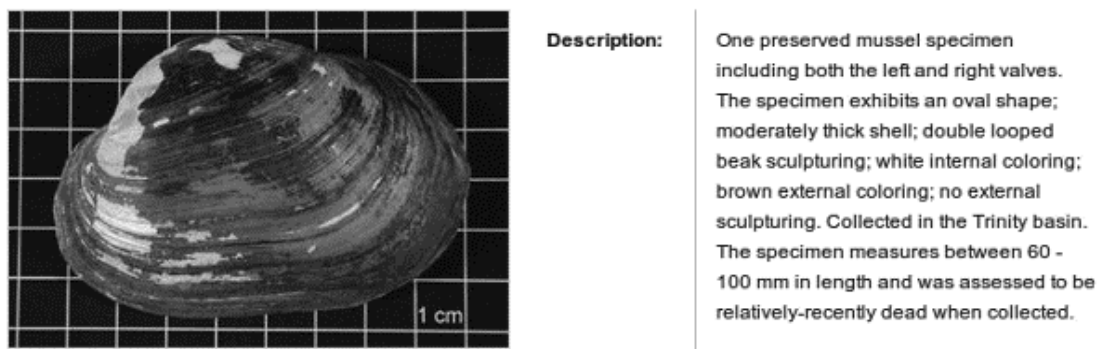 1 cm
Description:
One preserved mussel specimen
including both the left and right valves.
The specimen exhibits an oval shape;
moderately thick shell; double looped
beak sculpturing; white internal coloring;
brown external coloring; no external
sculpturing. Collected in the Trinity basin.
The specimen measures between 60 -
100 mm in length and was assessed to be
relatively-recently dead when collected.